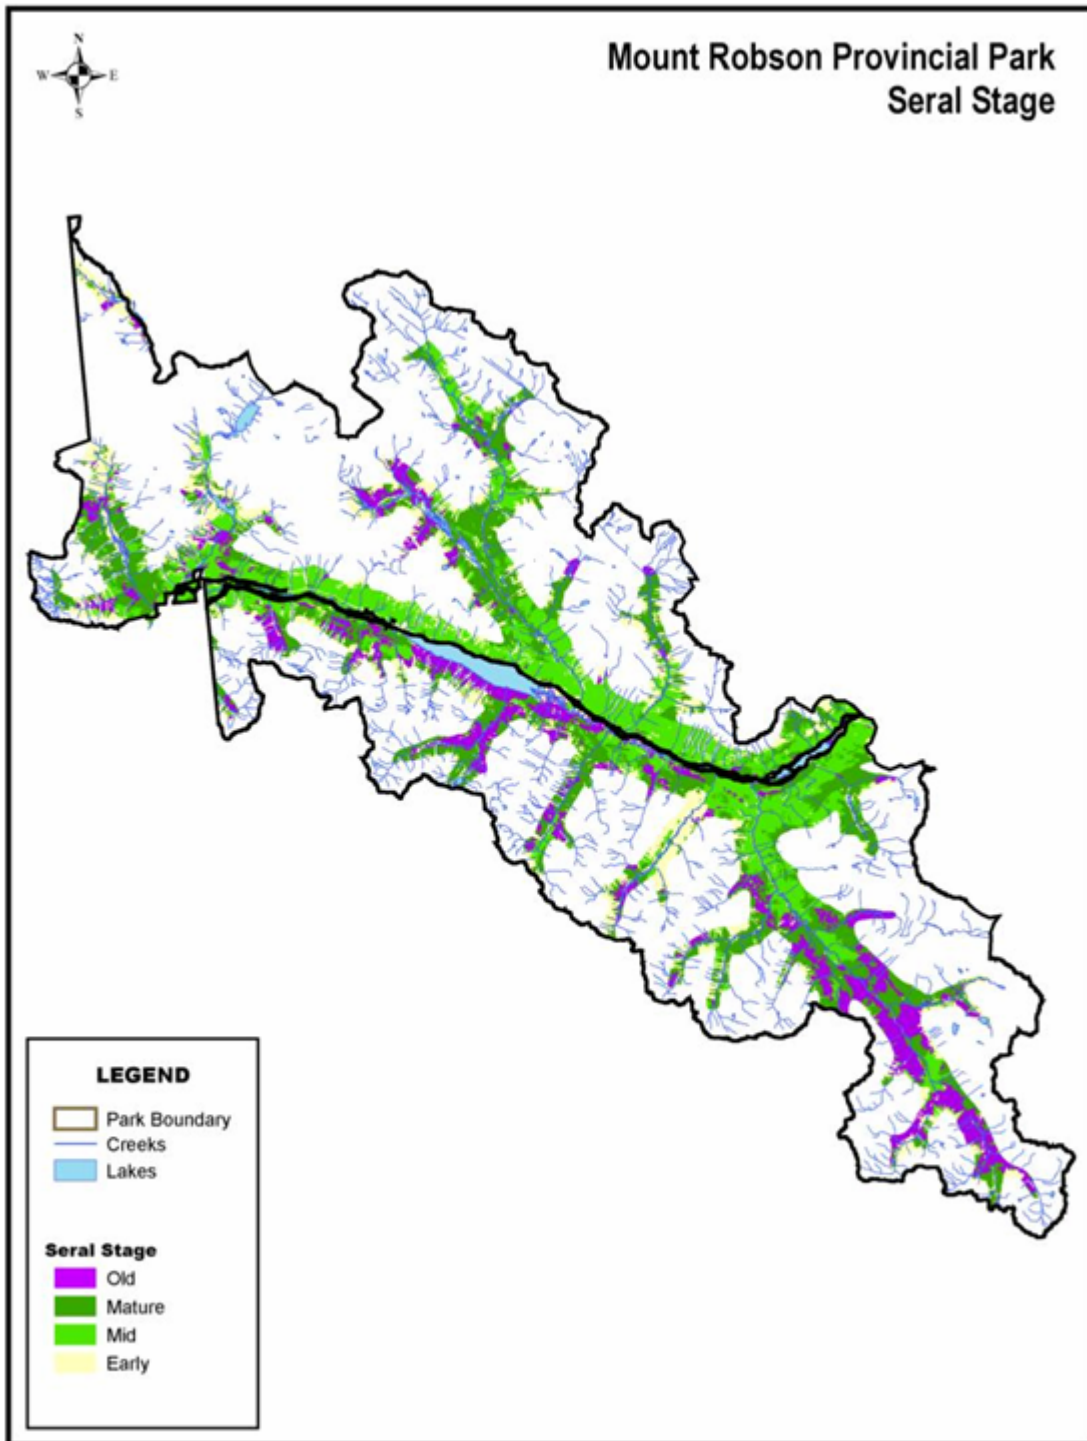 N
W E
S
Mount Robson Provincial Park
Seral Stage
LEGEND
Park Boundary
Creeks
Lakes
Seral Stage
Old
Mature
Mid
Early